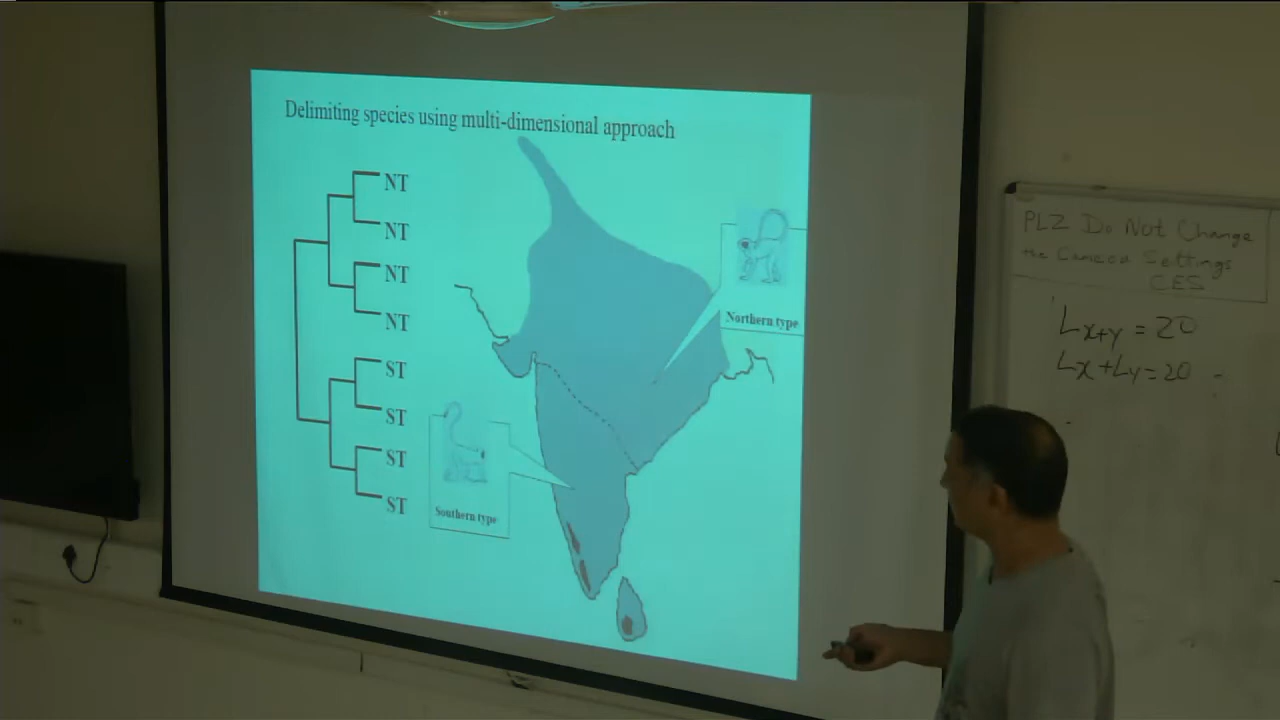 Delimiting species using multi-dimensional approach
NT
NT
NT
NT
ST
ST
ST
ST
Northern type
Southern type
PLZ Do Not Change
the Camera Settings
CES
Lx+y = 20
Lx + Ly = 20